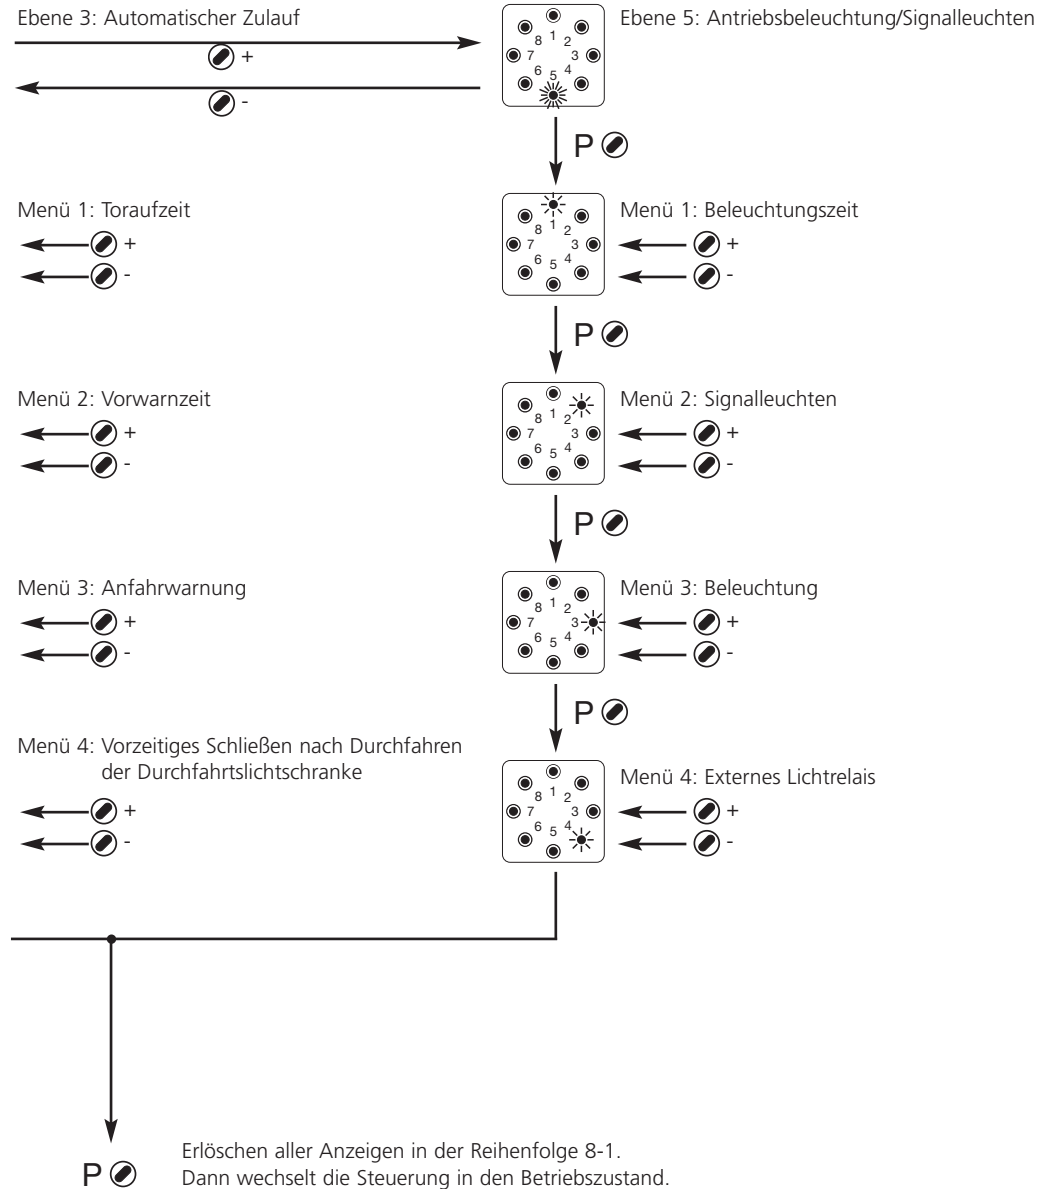 Ebene 3: Automatischer Zulauf
+
-
8 1 2
7 3
6 5 4
Ebene 5: Antriebsbeleuchtung/Signalleuchten
P
Menü 1: Toraufzeit
+
-
8 1 2
7 3
6 5 4
Menü 1: Beleuchtungszeit
+
-
P
Menü 2: Vorwarnzeit
+
-
8 1 2
7 3
6 5 4
Menü 2: Signalleuchten
+
-
P
Menü 3: Anfahrwarnung
+
-
8 1 2
7 3
6 5 4
Menü 3: Beleuchtung
+
-
P
Menü 4: Vorzeitiges Schließen nach Durchfahren
der Durchfahrtslichtschranke
+
-
8 1 2
7 3
6 5 4
Menü 4: Externes Lichtrelais
+
-
P
Erlöschen aller Anzeigen in der Reihenfolge 8-1.
Dann wechselt die Steuerung in den Betriebszustand.